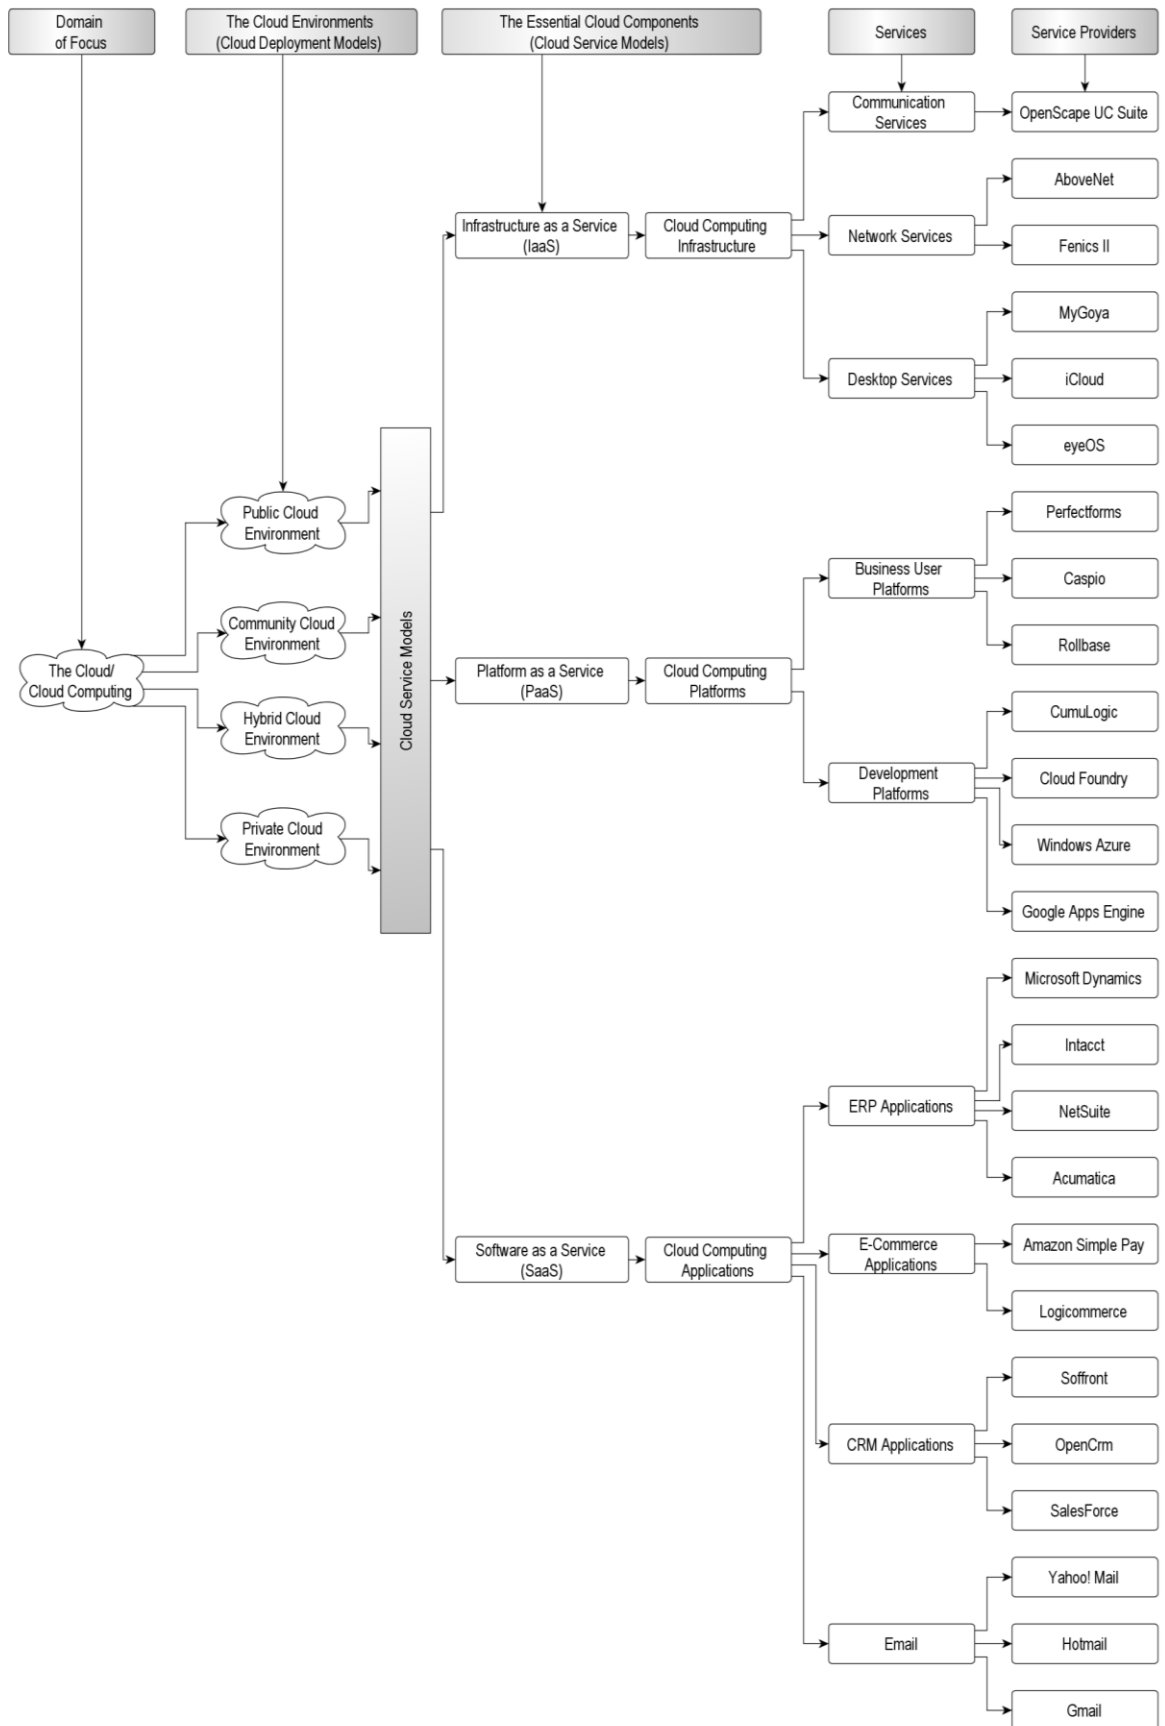 Domain
of Focus
The Cloud Environments
(Cloud Deployment Models)
The Essential Cloud Components
(Cloud Service Models)
Services
Service Providers
Communication
Services
OpenScape UC Suite
AboveNet
Infrastructure as a Service
(IaaS)
Cloud Computing
Infrastructure
Network Services
Fenics II
MyGoya
Desktop Services
iCloud
eyeOS
Public Cloud
Environment
Perfectforms
Business User
Platforms
Caspio
Community Cloud
Environment
Rollbase
The Cloud/
Cloud Computing
Cloud Service Models
Platform as a Service
(PaaS)
Cloud Computing
Platforms
Hybrid Cloud
Environment
CumuLogic
Development
Platforms
Cloud Foundry
Private Cloud
Environment
Windows Azure
Google Apps Engine
Microsoft Dynamics
Intacct
ERP Applications
NetSuite
Acumatica
Software as a Service
(SaaS)
Cloud Computing
Applications
E-Commerce
Applications
Amazon Simple Pay
Logicommerce
Soffront
CRM Applications
OpenCrm
SalesForce
Yahoo! Mail
Email
Hotmail
Gmail